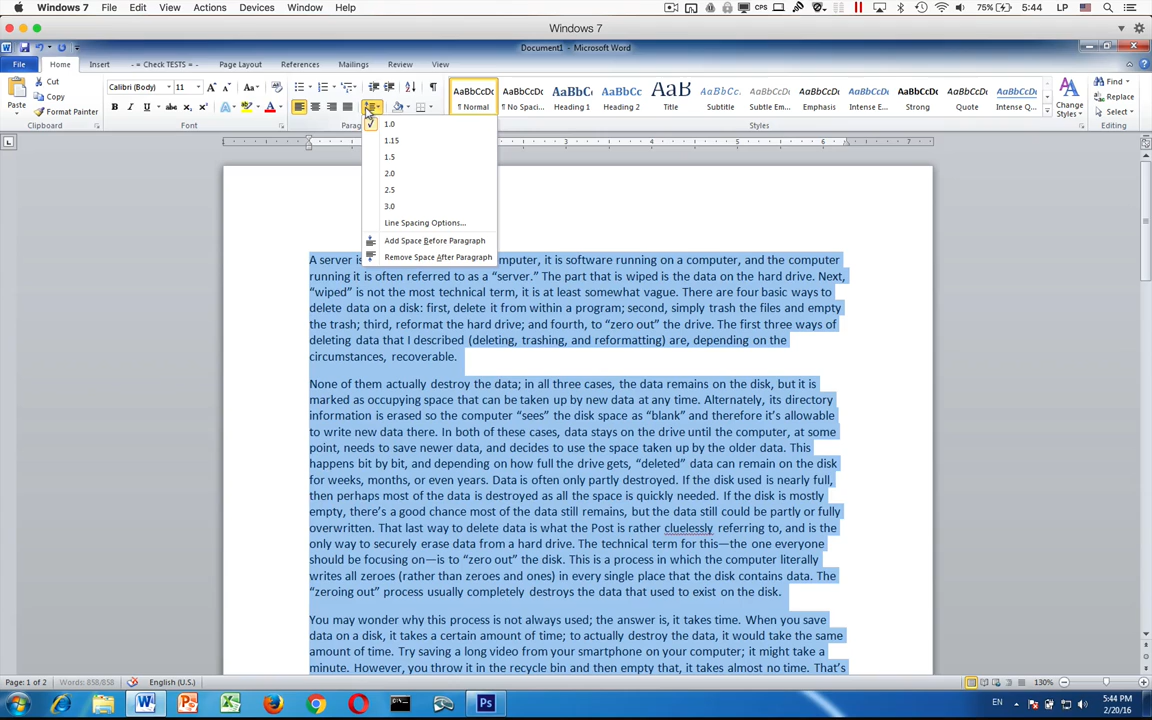 Windows 7 File Edit View Actions Devices Window Help CPS 75% 5:44 LP
Windows 7
Document1 - Microsoft Word
File Home Insert - = Check TESTS = - Page Layout References Mailings Review View
Paste Cut Copy Format Painter Clipboard
Calibri (Body) 11 Font
Paragr
AaBbCcDc ¶ Normal AaBbCcDc ¶ No Spaci... AaBbC Heading 1 AaBbCc Heading 2 AaB Title AaBbCc. Subtitle AaBbCcDc Subtle Em... AaBbCcDc Emphasis AaBbCcDc Strong AaBbCcDc Quote AaBbCcDc Intense Q... Change Styles Styles
Find Replace Select Editing
1.0
1.15
1.5
2.0
2.5
3.0
Line Spacing Options...
Add Space Before Paragraph
Remove Space After Paragraph
1 2 3 4 5 6 7
A server is omputer, it is software running on a computer, and the computer
running it is often referred to as a “server.” The part that is wiped is the data on the hard drive. Next,
“wiped” is not the most technical term, it is at least somewhat vague. There are four basic ways to
delete data on a disk: first, delete it from within a program; second, simply trash the files and empty
the trash; third, reformat the hard drive; and fourth, to “zero out” the drive. The first three ways of
deleting data that I described (deleting, trashing, and reformatting) are, depending on the
circumstances, recoverable.
None of them actually destroy the data; in all three cases, the data remains on the disk, but it is
marked as occupying space that can be taken up by new data at any time. Alternately, its directory
information is erased so the computer “sees” the disk space as “blank” and therefore it’s allowable
to write new data there. In both of these cases, data stays on the drive until the computer, at some
point, needs to save newer data, and decides to use the space taken up by the older data. This
happens bit by bit, and depending on how full the drive gets, “deleted” data can remain on the disk
for weeks, months, or even years. Data is often only partly destroyed. If the disk used is nearly full,
then perhaps most of the data is destroyed as all the space is quickly needed. If the disk is mostly
empty, there’s a good chance most of the data still remains, but the data still could be partly or fully
overwritten. That last way to delete data is what the Post is rather cluelessly referring to, and is the
only way to securely erase data from a hard drive. The technical term for this—the one everyone
should be focusing on—is to “zero out” the disk. This is a process in which the computer literally
writes all zeroes (rather than zeroes and ones) in every single place that the disk contains data. The
“zeroing out” process usually completely destroys the data that used to exist on the disk.
You may wonder why this process is not always used; the answer is, it takes time. When you save
data on a disk, it takes a certain amount of time; to actually destroy the data, it would take the same
amount of time. Try saving a long video from your smartphone on your computer; it might take a
minute. However, you throw it in the recycle bin and then empty that, it takes almost no time. That’s
Page: 1 of 2 Words: 858/858 English (U.S.) 130%
EN 5:44 PM
2/20/16